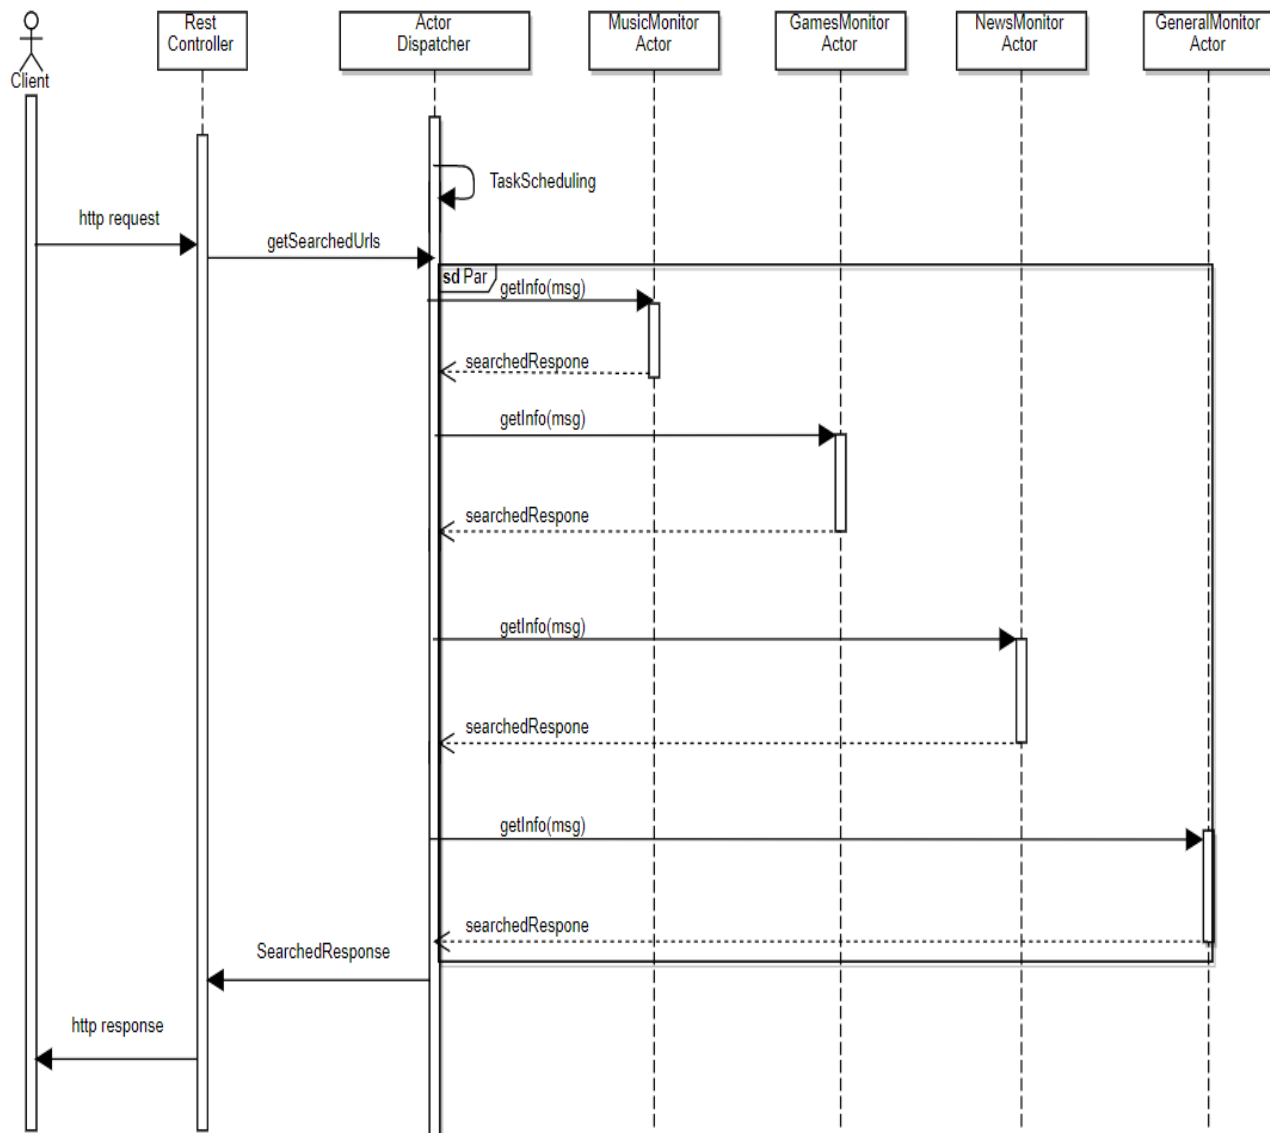 Client
Rest
Controller
Actor
Dispatcher
MusicMonitor
Actor
GamesMonitor
Actor
NewsMonitor
Actor
GeneralMonitor
Actor
TaskScheduling
http request
getSearchedUrls
sd Par
getInfo(msg)
searchedRespone
getInfo(msg)
searchedRespone
getInfo(msg)
searchedRespone
getInfo(msg)
searchedRespone
SearchedResponse
http response